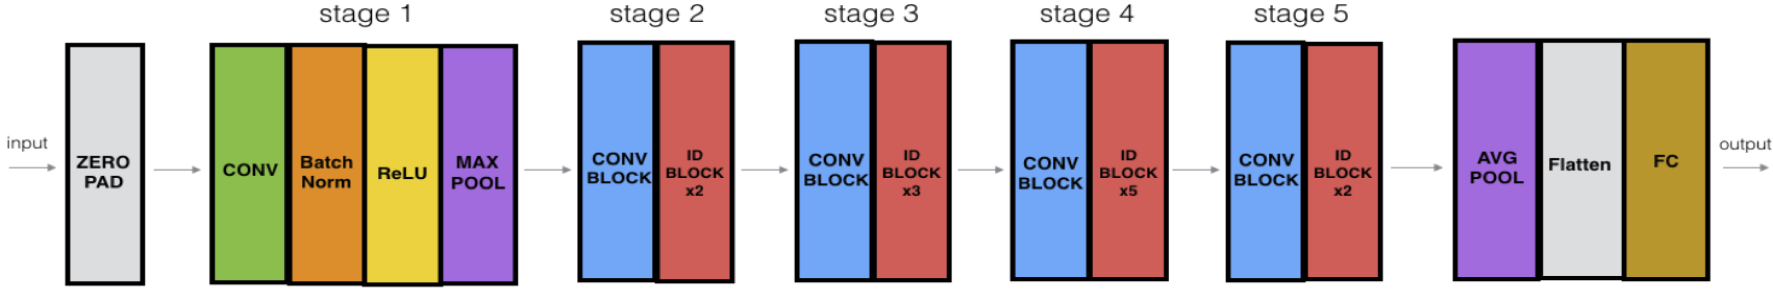 stage 1
stage 2
stage 3
stage 4
stage 5
input
ZERO
PAD
CONV
Batch
Norm
ReLU
MAX
POOL
CONV
BLOCK
ID
BLOCK
x2
CONV
BLOCK
ID
BLOCK
x3
CONV
BLOCK
ID
BLOCK
x5
CONV
BLOCK
ID
BLOCK
x2
AVG
POOL
Flatten
FC
output